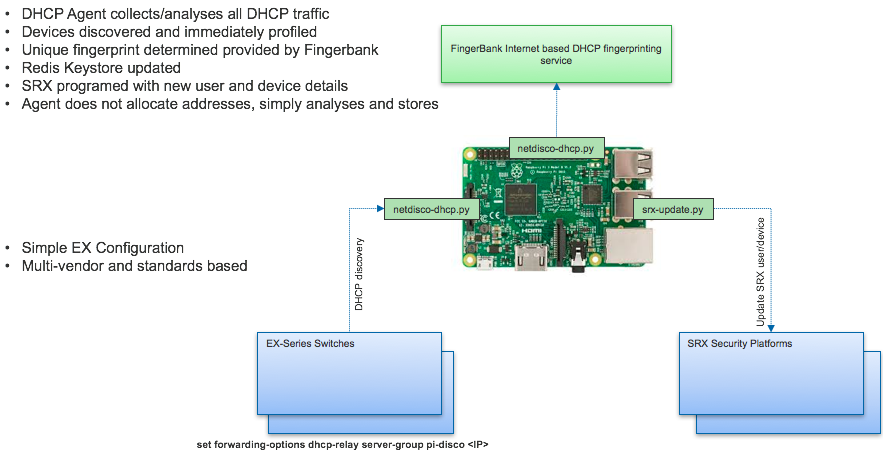 • DHCP Agent collects/analyses all DHCP traffic
• Devices discovered and immediately profiled
• Unique fingerprint determined provided by Fingerbank
• Redis Keystore updated
• SRX programed with new user and device details
• Agent does not allocate addresses, simply analyses and stores
FingerBank Internet based DHCP fingerprinting
service
netdisco-dhcp.py
netdisco-dhcp.py
srx-update.py
HDMI
• Simple EX Configuration
• Multi-vendor and standards based
DHCP discovery
Update SRX user/device
EX-Series Switches
SRX Security Platforms
set forwarding-options dhcp-relay server-group pi-disco <IP>